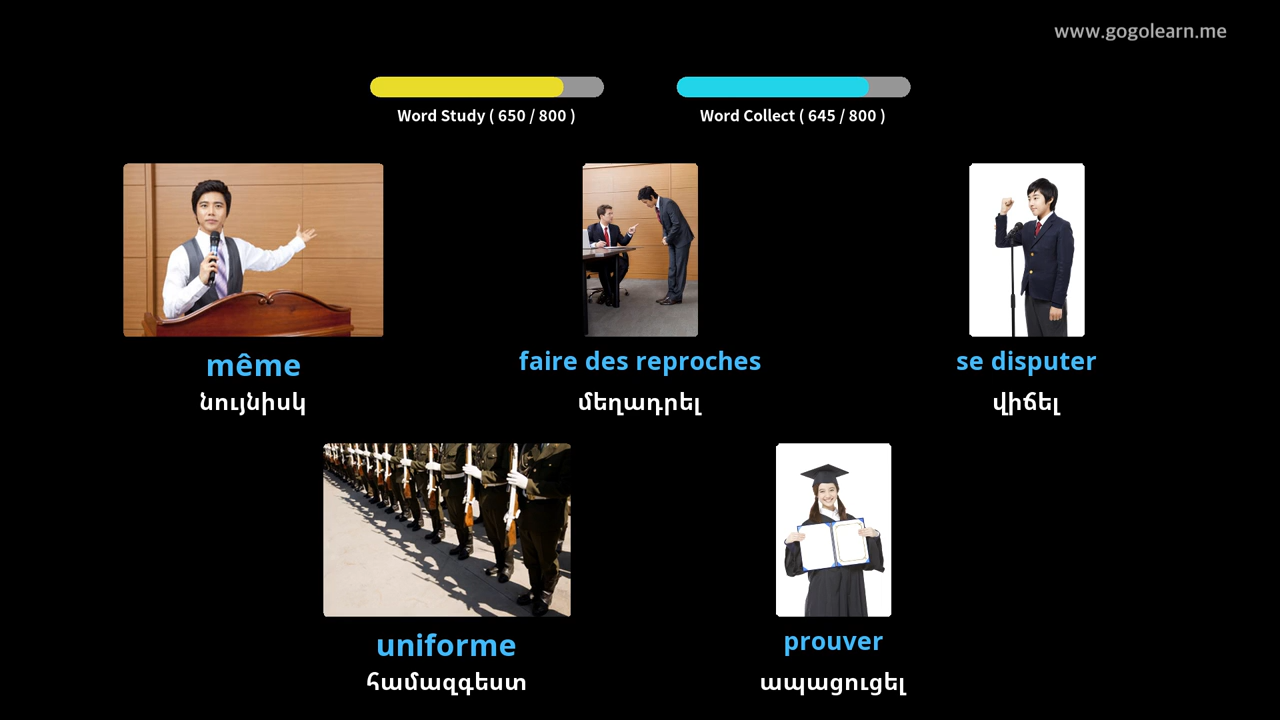 www.gogolearn.me
Word Study ( 650 / 800 )
Word Collect ( 645 / 800 )
même
նույնիսկ
faire des reproches
մեղադրել
se disputer
վիճել
uniforme
համազգեստ
prouver
ապացուցել